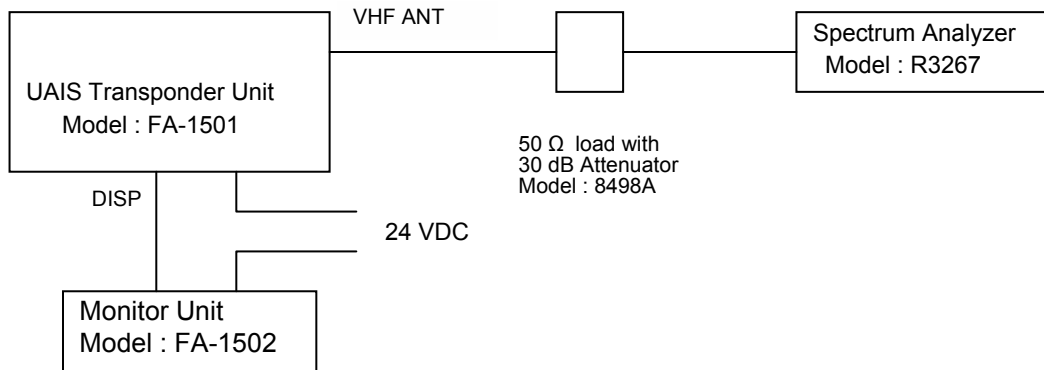 VHF ANT
UAIS Transponder Unit
Model : FA-1501
Spectrum Analyzer
Model : R3267
50 Ω load with
30 dB Attenuator
Model : 8498A
DISP
24 VDC
Monitor Unit
Model : FA-1502